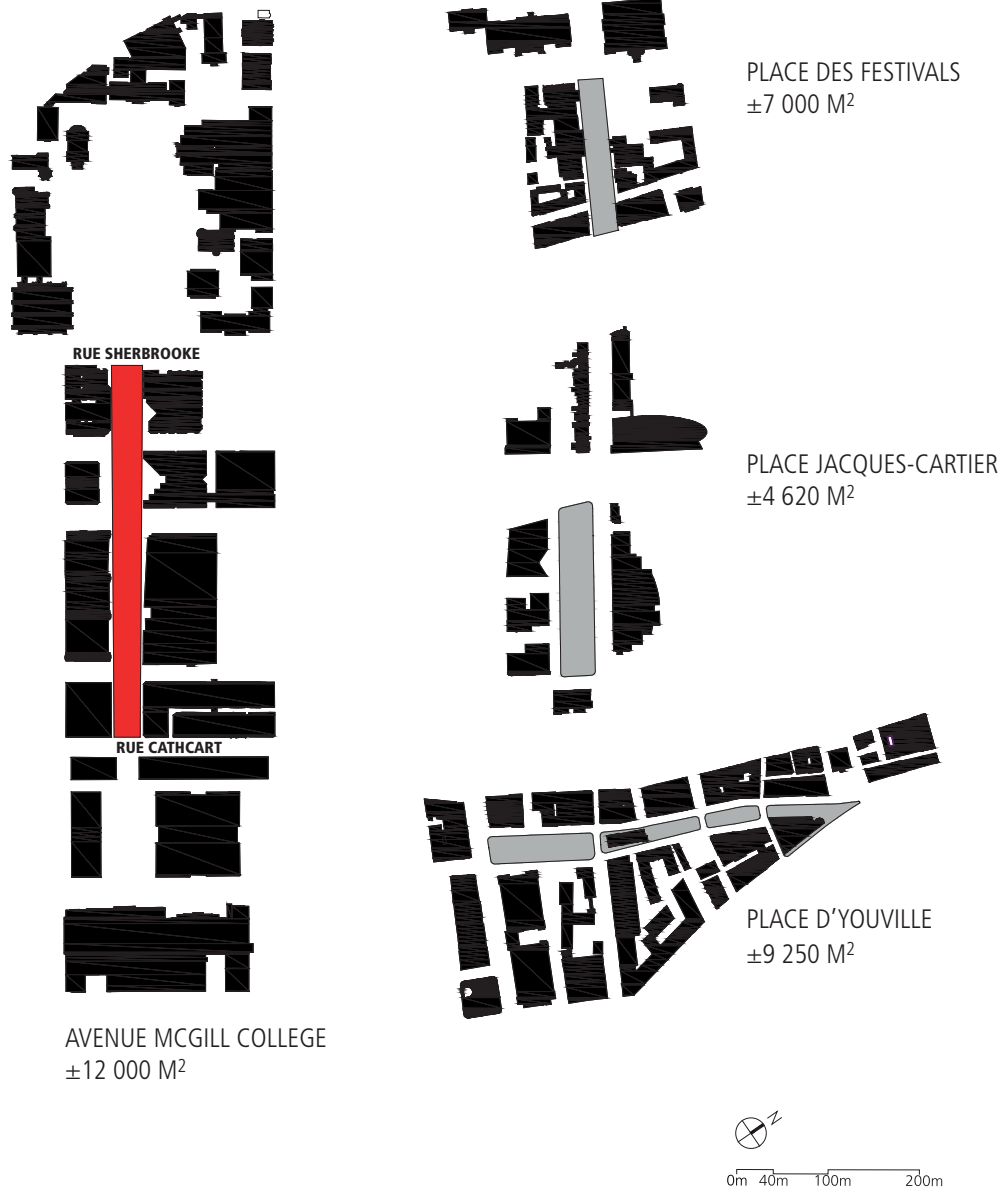 PLACE DES FESTIVALS
±7 000 M²
RUE SHERBROOKE
PLACE JACQUES-CARTIER
±4 620 M²
RUE CATHCART
PLACE D’YOUVILLE
±9 250 M²
AVENUE MCGILL COLLEGE
±12 000 M²
N
0m 40m 100m 200m